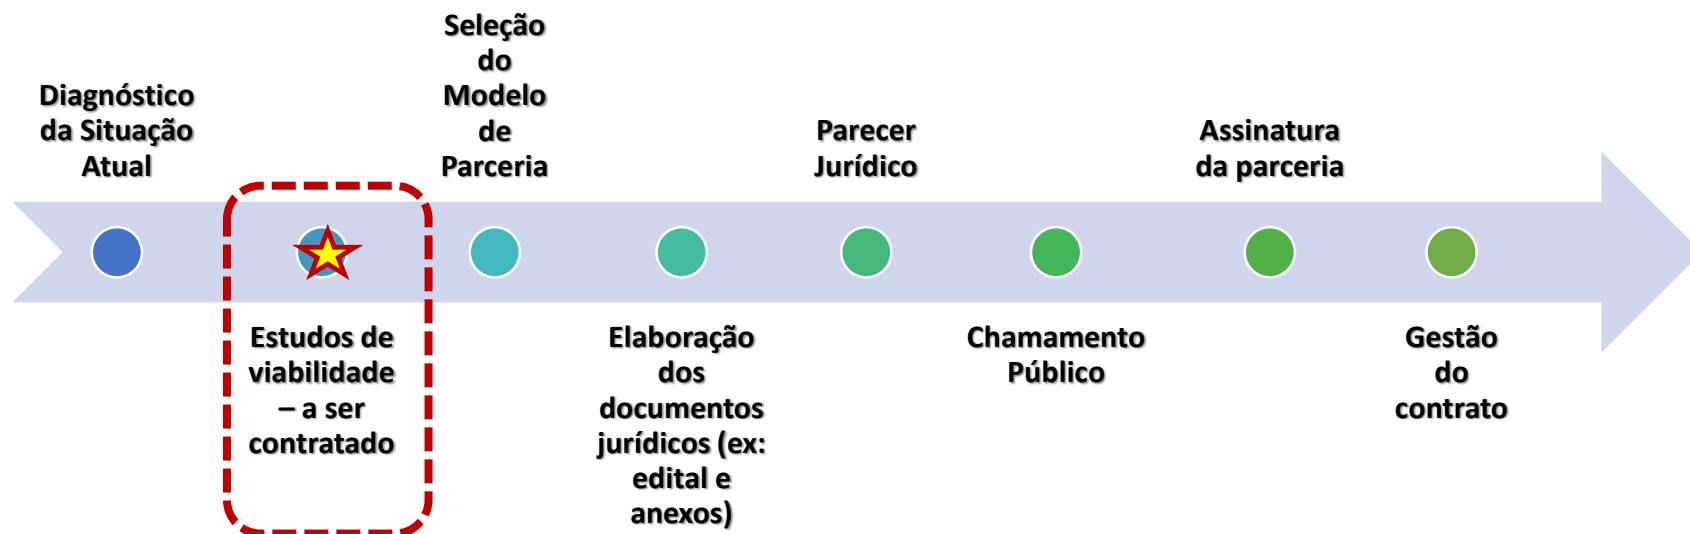 Diagnóstico
da Situação
Atual
Estudos de
viabilidade
– a ser
contratado
Seleção
do
Modelo
de
Parceria
Elaboração
dos
documentos
jurídicos (ex:
edital e
anexos)
Parecer
Jurídico
Chamamento
Público
Assinatura
da parceria
Gestão
do
contrato